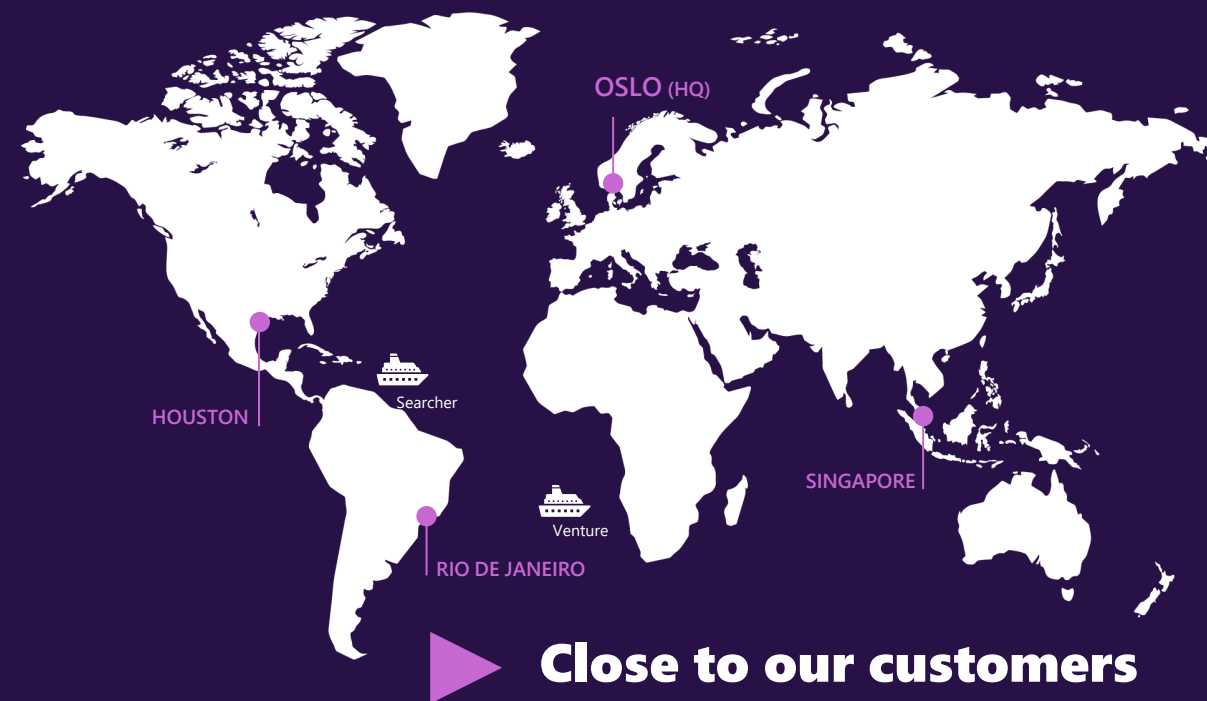 OSLO (HQ)
Searcher
HOUSTON
SINGAPORE
Venture
RIO DE JANEIRO
Close to our customers